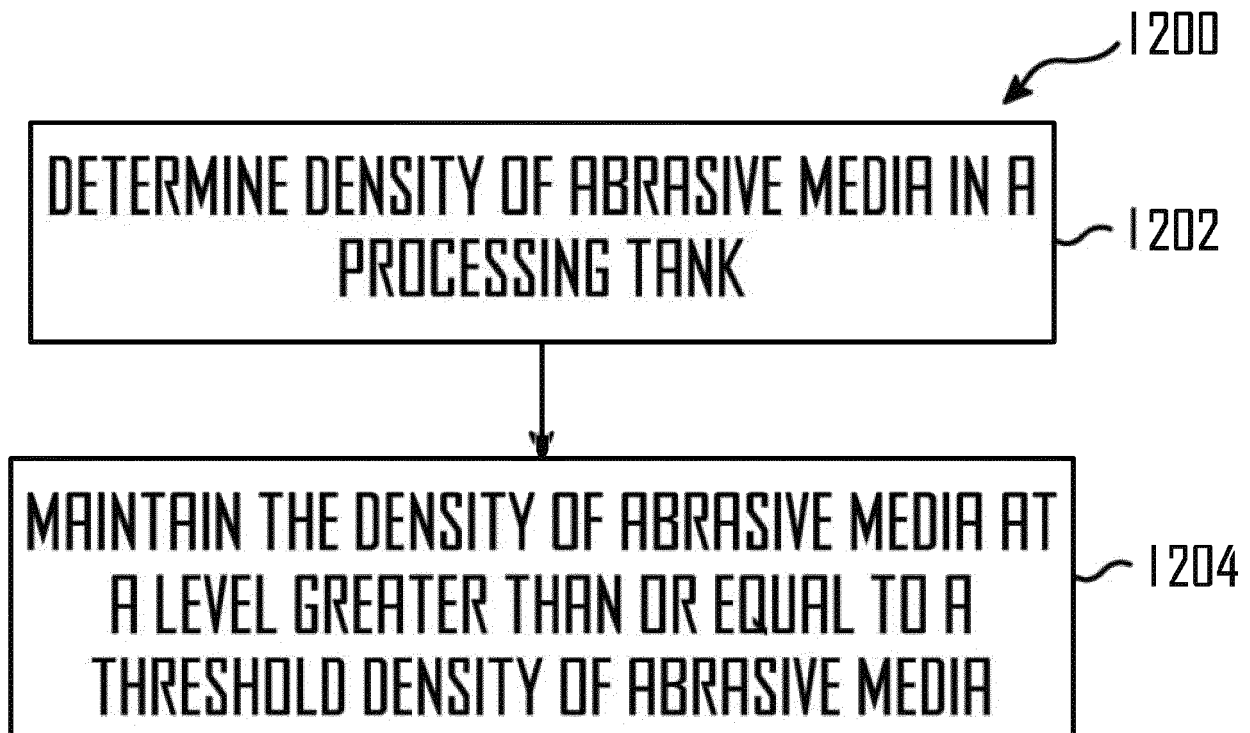 1200
DETERMINE DENSITY OF ABRASIVE MEDIA IN A
PROCESSING TANK
1202
MAINTAIN THE DENSITY OF ABRASIVE MEDIA AT
A LEVEL GREATER THAN OR EQUAL TO A
THRESHOLD DENSITY OF ABRASIVE MEDIA
1204